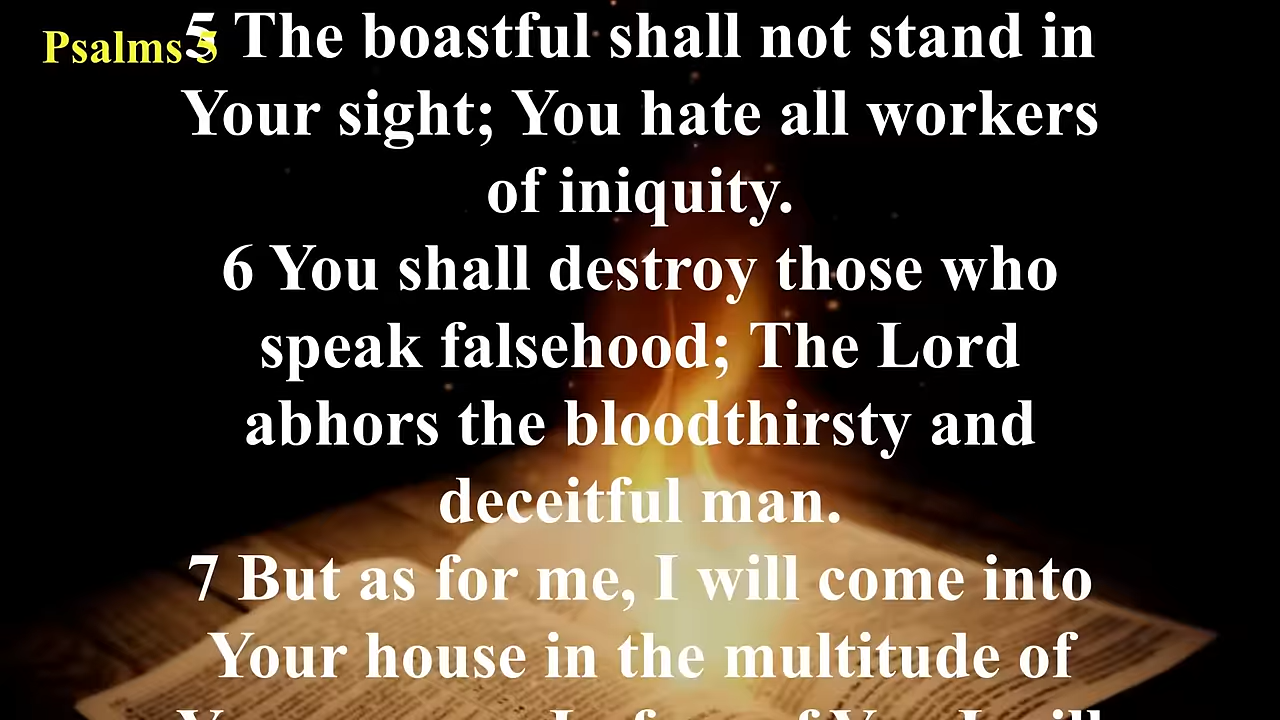 Psalms 5
5 The boastful shall not stand in
Your sight; You hate all workers
of iniquity.
6 You shall destroy those who
speak falsehood; The Lord
abhors the bloodthirsty and
deceitful man.
7 But as for me, I will come into
Your house in the multitude of